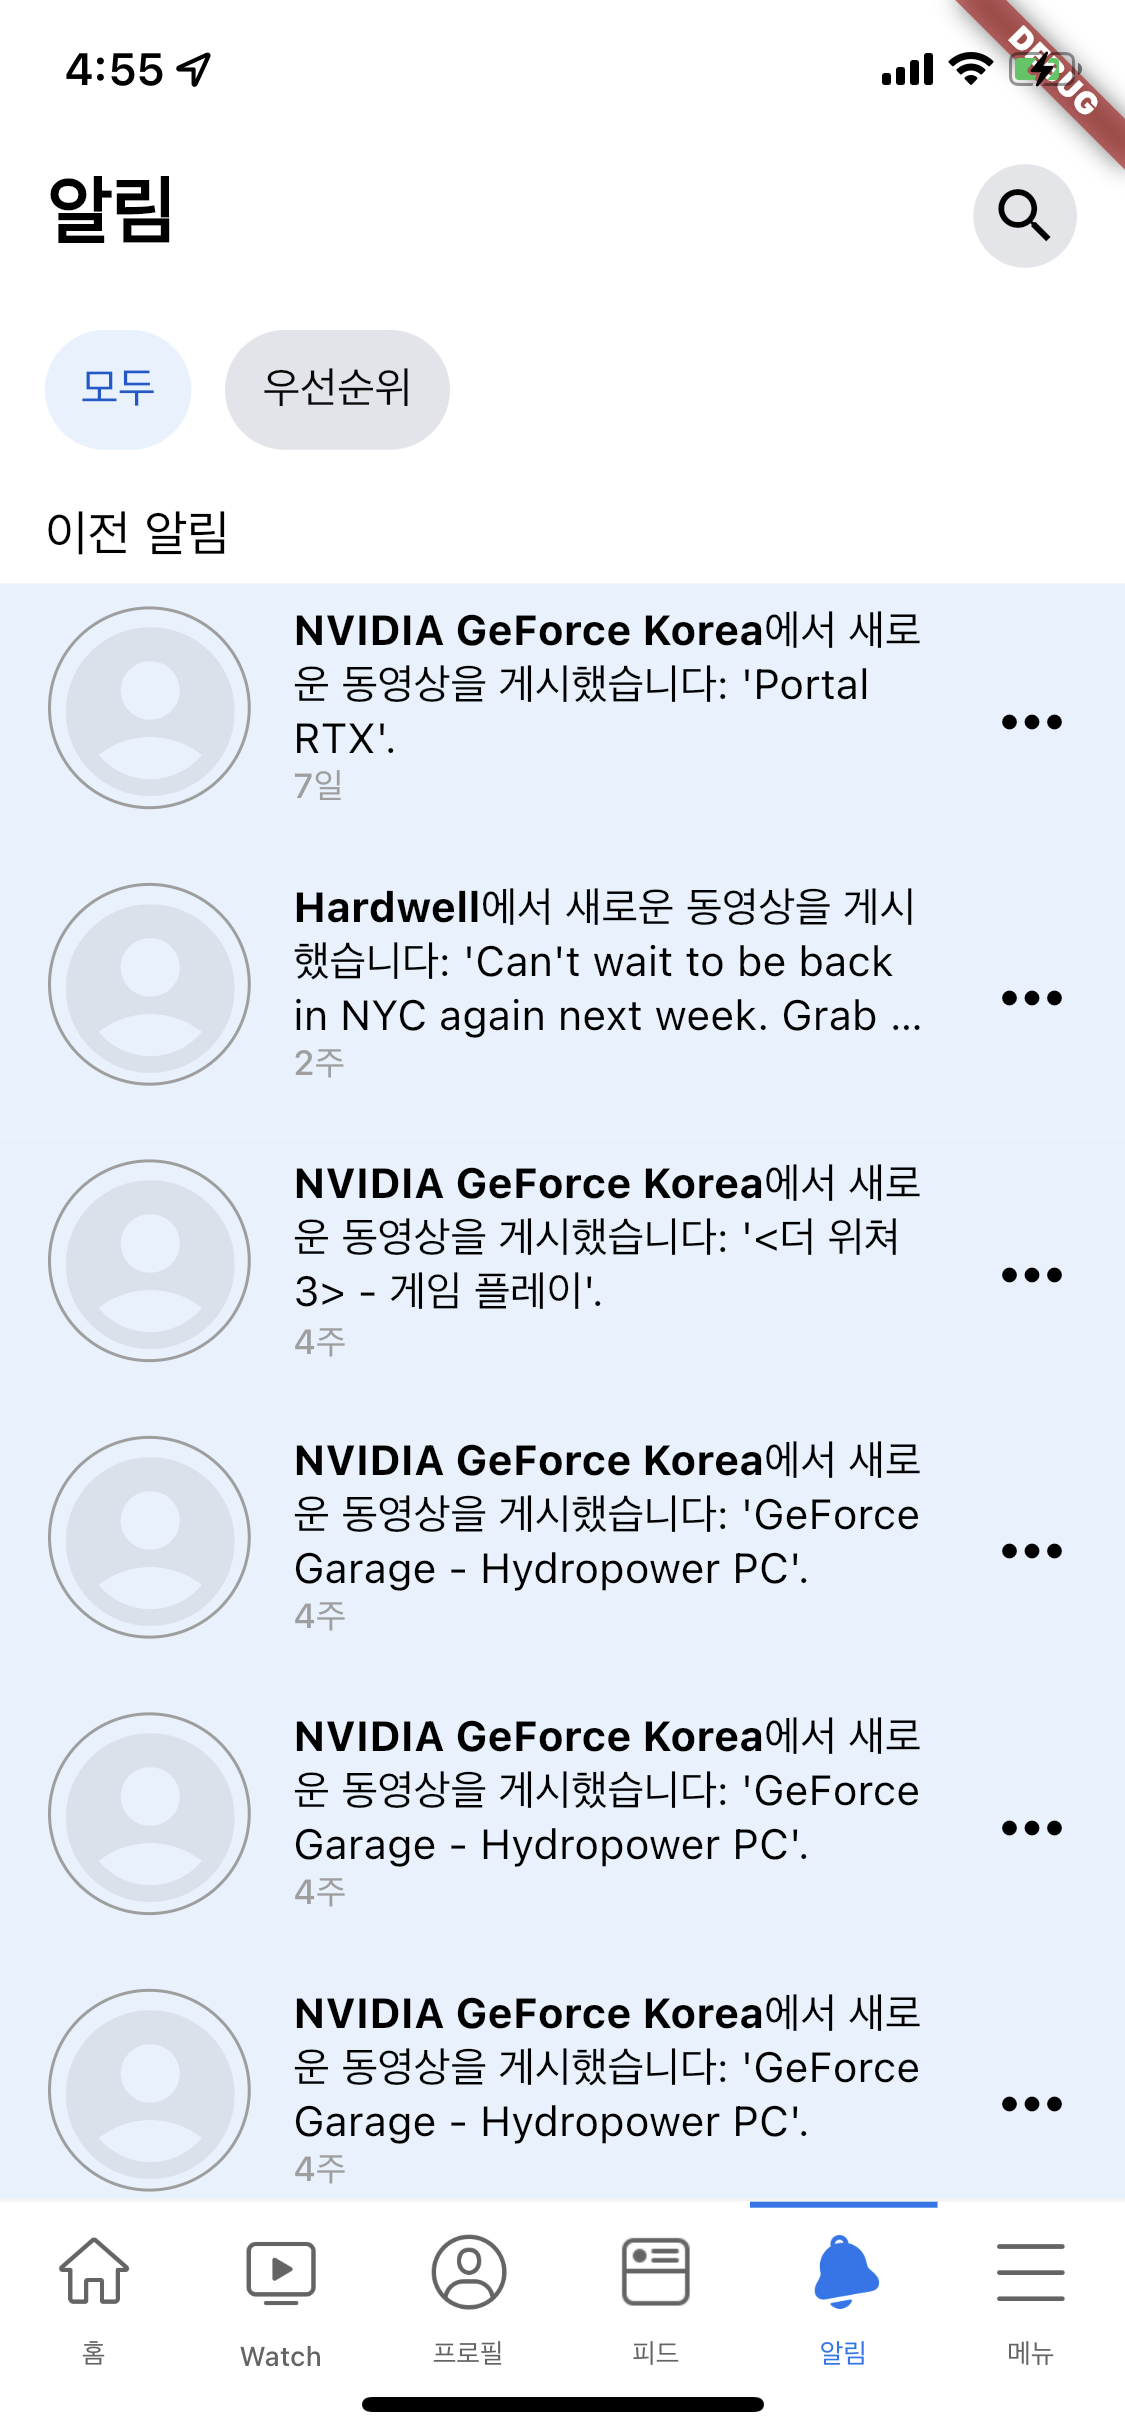 4:55
DEBUG
알림
모두
우선순위
이전 알림
NVIDIA GeForce Korea에서 새로
운 동영상을 게시했습니다: 'Portal
RTX'.
7일
Hardwell에서 새로운 동영상을 게시
했습니다: 'Can't wait to be back
in NYC again next week. Grab ...
2주
NVIDIA GeForce Korea에서 새로
운 동영상을 게시했습니다: '<더 위쳐
3> - 게임 플레이'.
4주
NVIDIA GeForce Korea에서 새로
운 동영상을 게시했습니다: 'GeForce
Garage - Hydropower PC'.
4주
NVIDIA GeForce Korea에서 새로
운 동영상을 게시했습니다: 'GeForce
Garage - Hydropower PC'.
4주
NVIDIA GeForce Korea에서 새로
운 동영상을 게시했습니다: 'GeForce
Garage - Hydropower PC'.
4주
홈
Watch
프로필
피드
알림
메뉴